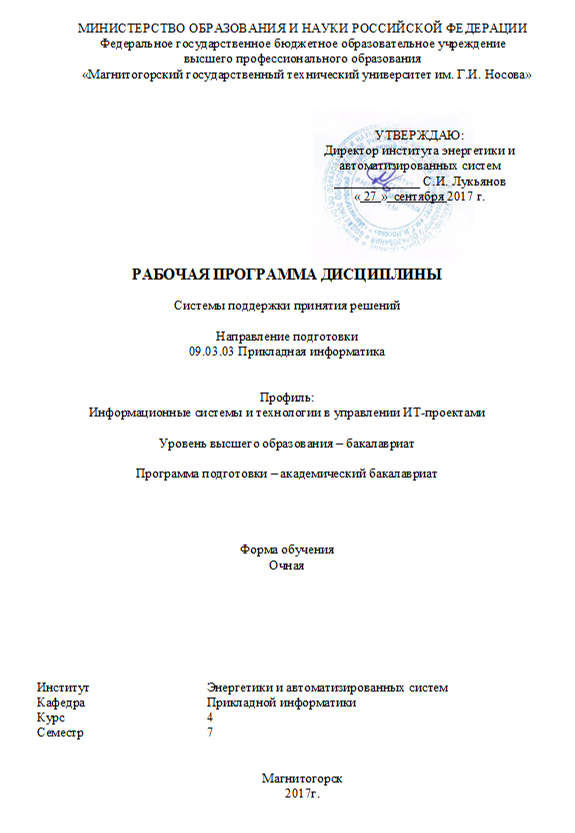 МИНИСТЕРСТВО ОБРАЗОВАНИЯ И НАУКИ РОССИЙСКОЙ ФЕДЕРАЦИИ
Федеральное государственное бюджетное образовательное учреждение
высшего профессионального образования
«Магнитогорский государственный технический университет им. Г.И. Носова»
УТВЕРЖДАЮ:
Директор института энергетики и
автоматизированных систем
______________ С.И. Лукьянов
« 27 » сентября 2017 г.
РАБОЧАЯ ПРОГРАММА ДИСЦИПЛИНЫ
Системы поддержки принятия решений
Направление подготовки
09.03.03 Прикладная информатика
Профиль:
Информационные системы и технологии в управлении ИТ-проектами
Уровень высшего образования – бакалавриат
Программа подготовки – академический бакалавриат
Форма обучения
Очная
Институт Энергетики и автоматизированных систем
Кафедра Прикладной информатики
Курс 4
Семестр 7
Магнитогорск
2017г.